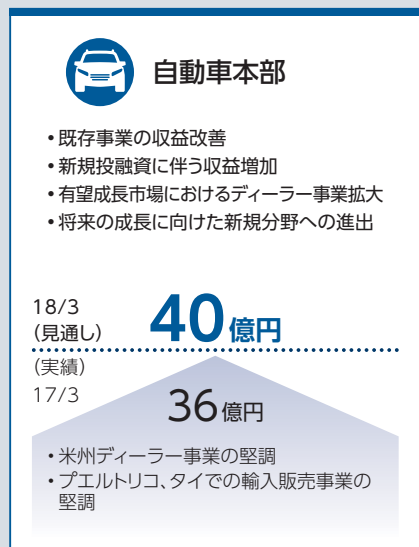 自動車本部
・既存事業の収益改善
・新規投融資に伴う収益増加
・有望成長市場におけるディーラー事業拡大
・将来の成長に向けた新規分野への進出
18/3
(見通し)
40億円
(実績)
17/3
36億円
・米州ディーラー事業の堅調
・プエルトリコ、タイでの輸入販売事業の
堅調